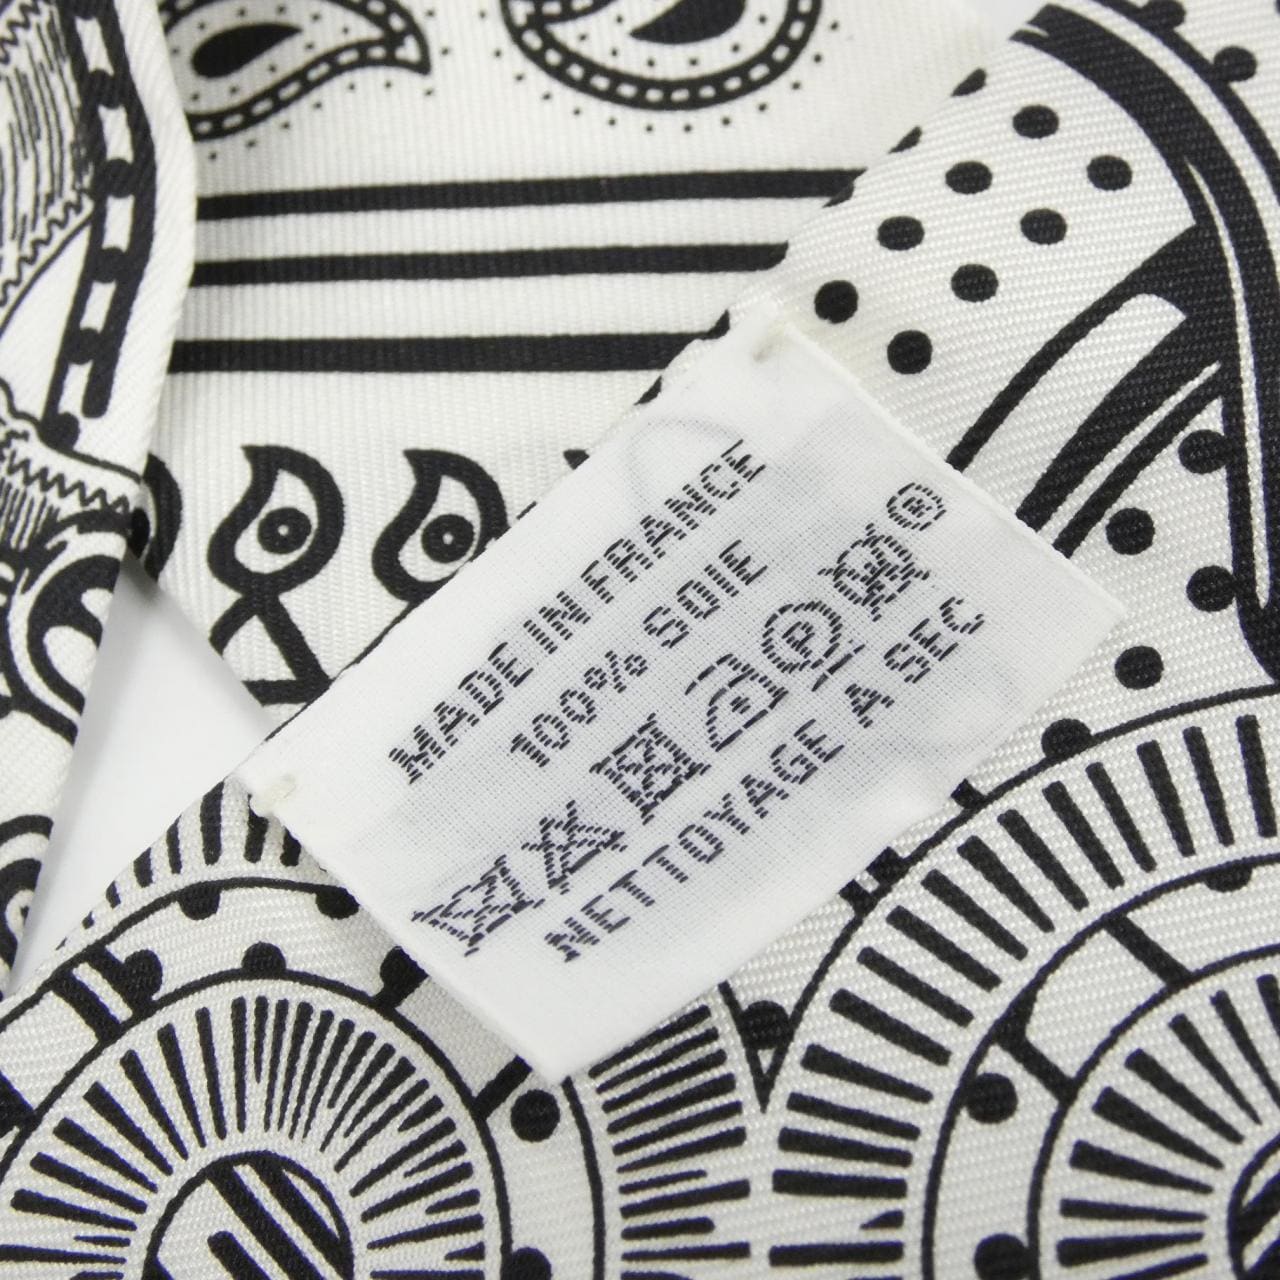 MADE IN FRANCE
100% SOIE
P ®
NETTOYAGE A SEC